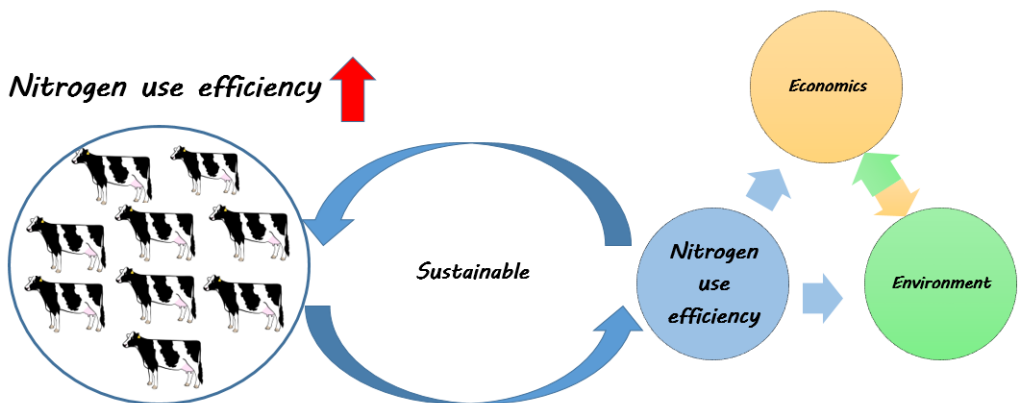 Nitrogen use efficiency
Sustainable
Nitrogen
use
efficiency
Economics
Environment